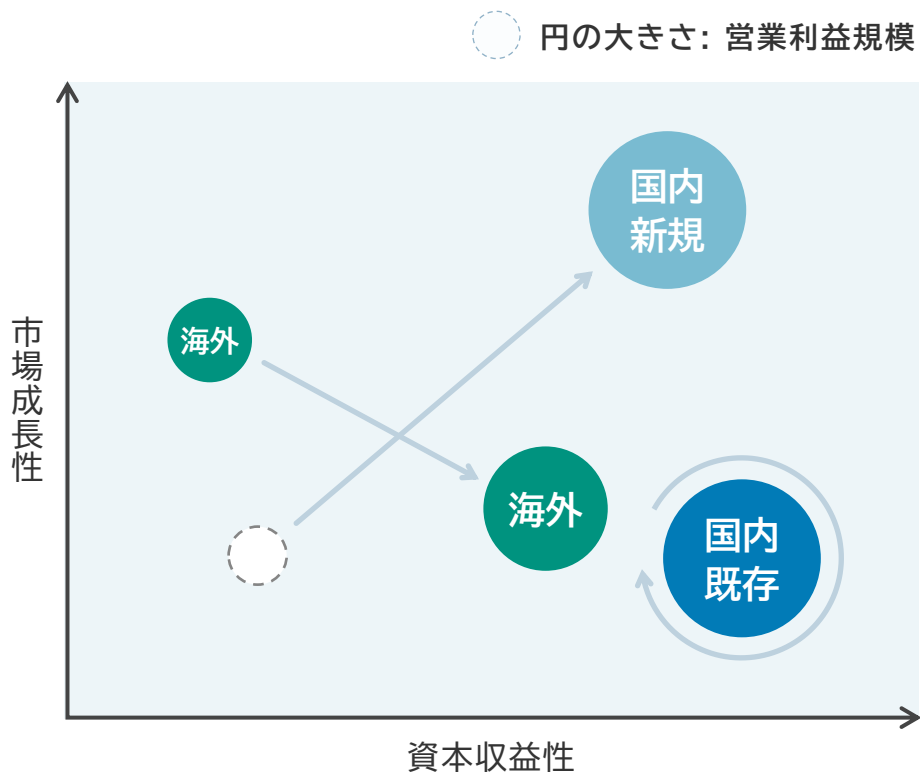 円の大きさ: 営業利益規模
国内
新規
海外
市場成長性
海外
国内
既存
資本収益性